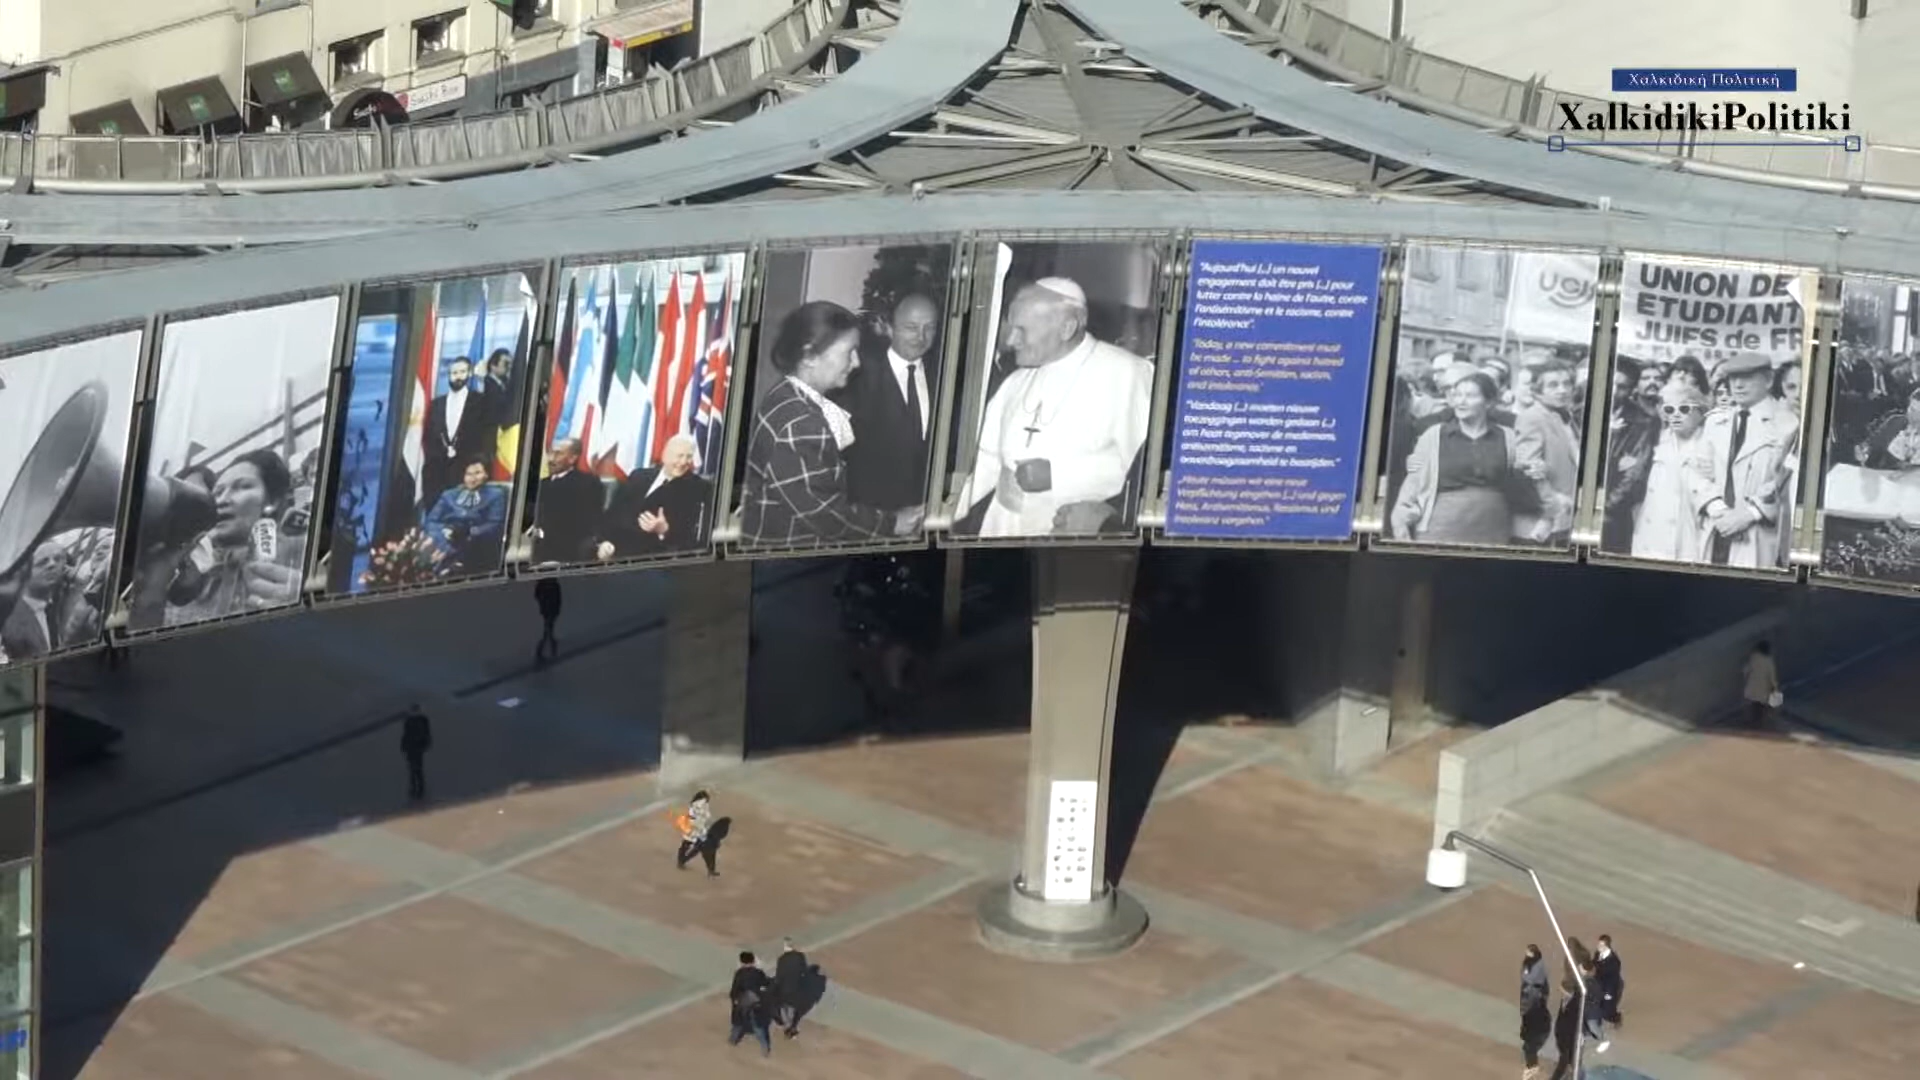 Χαλκιδική Πολιτική
XalkidikiPolitiki
Sushi Box
"Aujourd'hui [...] un nouvel
engagement doit être pris [...] pour
lutter contre la haine de l'autre, contre
l'antisémitisme et le racisme, contre
l'intolérance".
"Today, a new commitment must
be made ... to fight against hatred
of others, anti-Semitism, racism,
and intolerance."
"Vandaag (...) moeten nieuwe
toezeggingen worden gedaan (...)
om haat tegenover de medemens,
antisemitisme, racisme en
onverdraagzaamheid te bestrijden."
„Heute müssen wir eine neue
Verpflichtung eingehen [...] und gegen
Hass, Antisemitismus, Rassismus und
Intoleranz vorgehen."
inter
UNION DE
ETUDIANT
JUIFS de FR